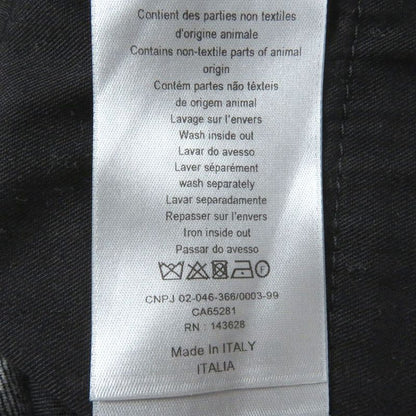 Contient des parties non textiles
d'origine animale
Contains non-textile parts of animal
origin
Contém partes não têxteis
de origem animal
Lavage sur l'envers
Wash inside out
Lavar do avesso
Laver séparément
wash separately
Lavar separadamente
Repasser sur l'envers
Iron inside out
Passar do avesso
CNPJ 02-046-366/0003-99
CA65281
RN : 143628
Made In ITALY
ITALIA